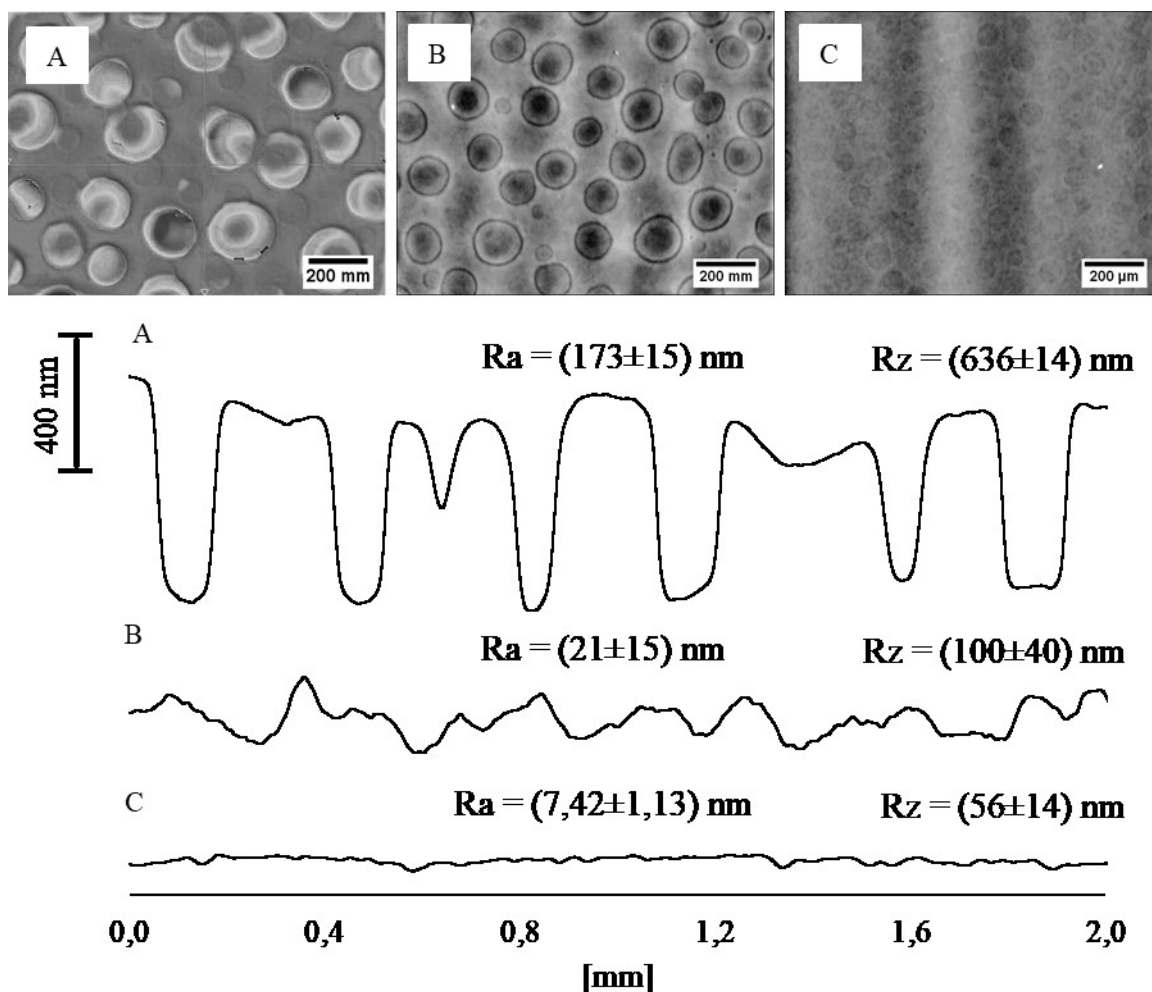 A
B
C
200 mm
200 mm
200 µm
A
400 nm
Ra = (173±15) nm
Rz = (636±14) nm
B
Ra = (21±15) nm
Rz = (100±40) nm
C
Ra = (7,42±1,13) nm
Rz = (56±14) nm
0,0 0,4 0,8 1,2 1,6 2,0
[mm]